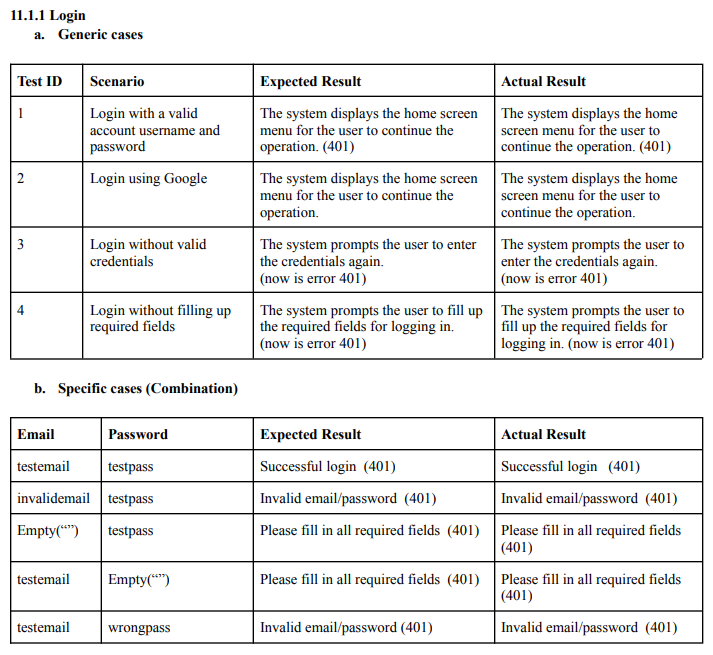 11.1.1 Login
a. Generic cases
Test ID Scenario Expected Result Actual Result
1 Login with a valid account username and password The system displays the home screen menu for the user to continue the operation. (401) The system displays the home screen menu for the user to continue the operation. (401)
2 Login using Google The system displays the home screen menu for the user to continue the operation. The system displays the home screen menu for the user to continue the operation.
3 Login without valid credentials The system prompts the user to enter the credentials again. (now is error 401) The system prompts the user to enter the credentials again. (now is error 401)
4 Login without filling up required fields The system prompts the user to fill up the required fields for logging in. (now is error 401) The system prompts the user to fill up the required fields for logging in. (now is error 401)
b. Specific cases (Combination)
Email Password Expected Result Actual Result
testemail testpass Successful login (401) Successful login (401)
invalidemail testpass Invalid email/password (401) Invalid email/password (401)
Empty(“”) testpass Please fill in all required fields (401) Please fill in all required fields (401)
testemail Empty(“”) Please fill in all required fields (401) Please fill in all required fields (401)
testemail wrongpass Invalid email/password (401) Invalid email/password (401)